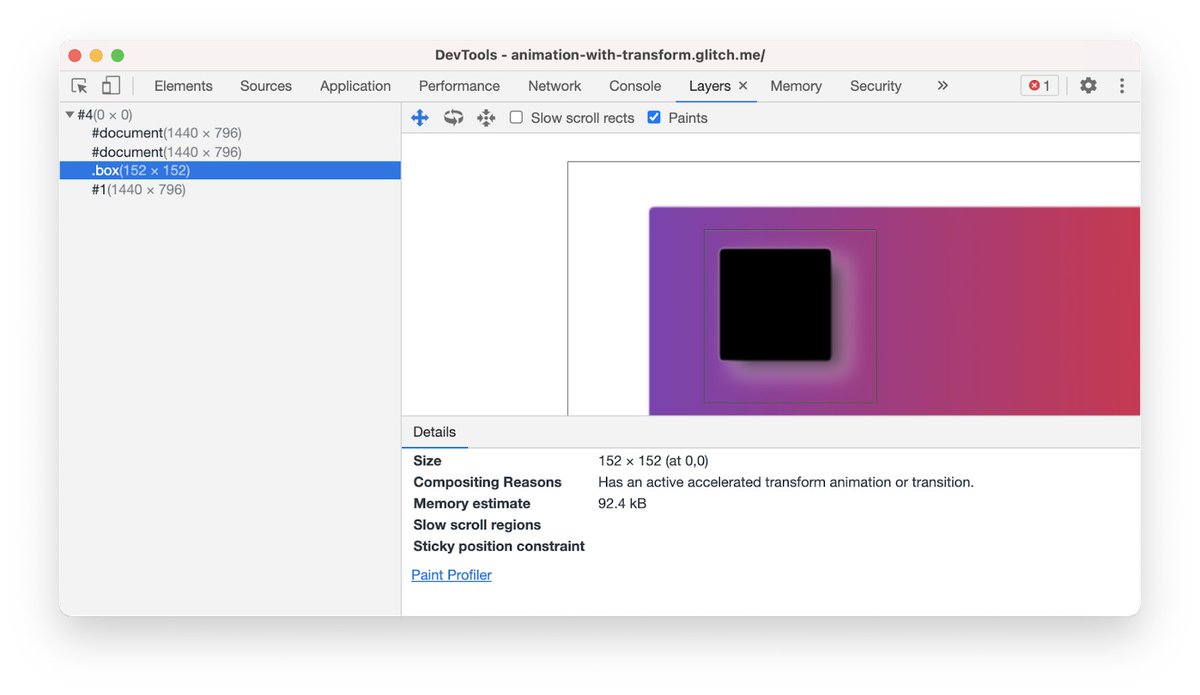 DevTools - animation-with-transform.glitch.me/
Elements Sources Application Performance Network Console Layers × Memory Security » 1
▼ #4(0 × 0)
#document(1440 × 796)
#document(1440 × 796)
.box(152 × 152)
#1(1440 × 796)
Slow scroll rects Paints
Details
Size 152 × 152 (at 0,0)
Compositing Reasons Has an active accelerated transform animation or transition.
Memory estimate 92.4 kB
Slow scroll regions
Sticky position constraint
Paint Profiler